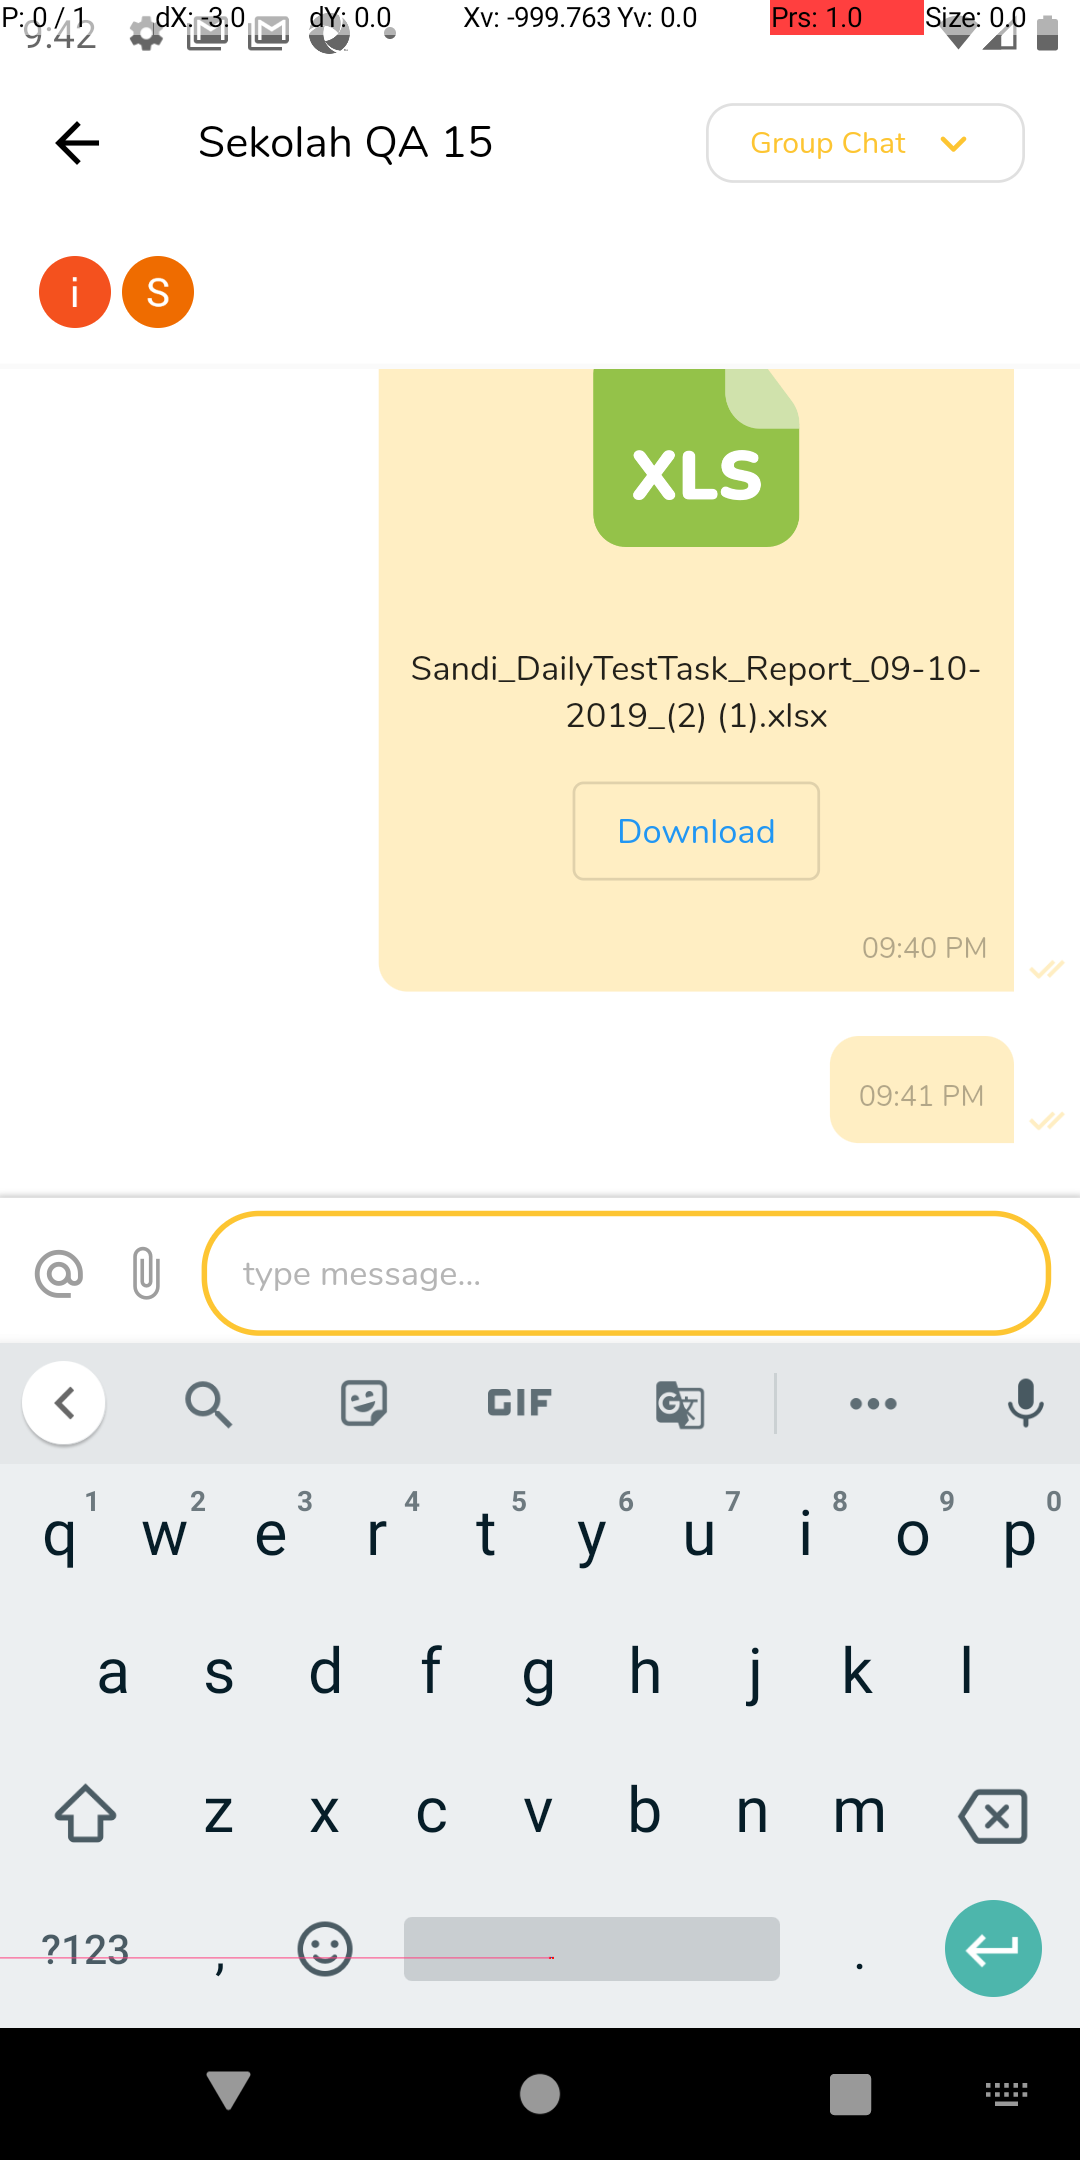 P: 0 / 1 dX: -3.0 dY: 0.0 Xv: -999.763 Yv: 0.0 Prs: 1.0 Size: 0.0
9:42
Sekolah QA 15
Group Chat
i S
XLS
Sandi_DailyTestTask_Report_09-10-
2019_(2) (1).xlsx
Download
09:40 PM
09:41 PM
type message...
GIF
G 文
1 2 3 4 5 6 7 8 9 0
q w e r t y u i o p
a s d f g h j k l
z x c v b n m
?123 , .